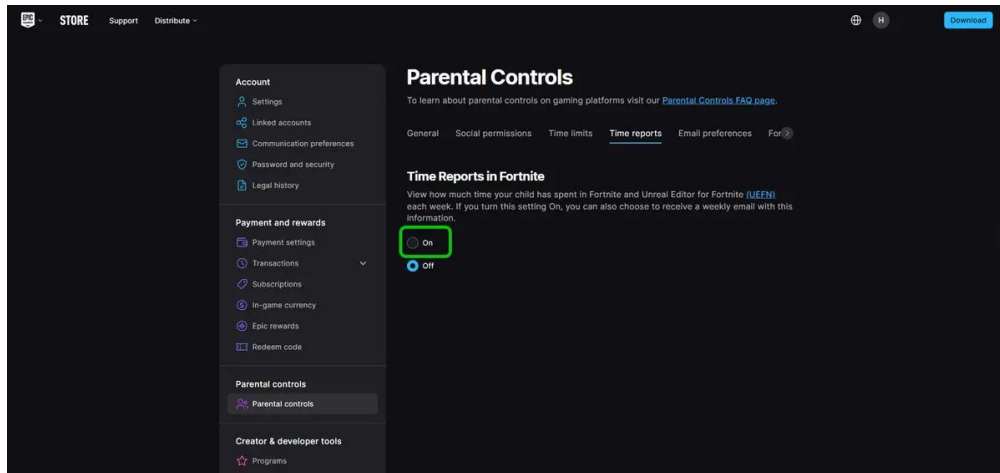 EPIC GAMES
STORE
Support
Distribute
H
Download
Account
Settings
Linked accounts
Communication preferences
Password and security
Legal history
Payment and rewards
Payment settings
Transactions
Subscriptions
In-game currency
Epic rewards
Redeem code
Parental controls
Parental controls
Creator & developer tools
Programs
Parental Controls
To learn about parental controls on gaming platforms visit our Parental Controls FAQ page.
General Social permissions Time limits Time reports Email preferences For
Time Reports in Fortnite
View how much time your child has spent in Fortnite and Unreal Editor for Fortnite (UEFN)
each week. If you turn this setting On, you can also choose to receive a weekly email with this
information.
On
Off